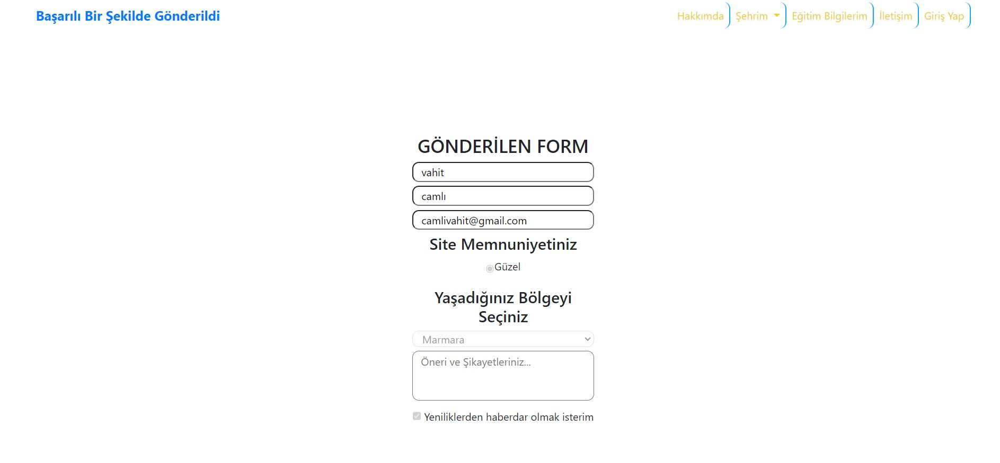 Başarılı Bir Şekilde Gönderildi
Hakkımda
Şehrim
Eğitim Bilgilerim
İletişim
Giriş Yap
GÖNDERİLEN FORM
vahit
camlı
camlivahit@gmail.com
Site Memnuniyetiniz
Güzel
Yaşadığınız Bölgeyi
Seçiniz
Marmara
Öneri ve Şikayetleriniz...
Yeniliklerden haberdar olmak isterim